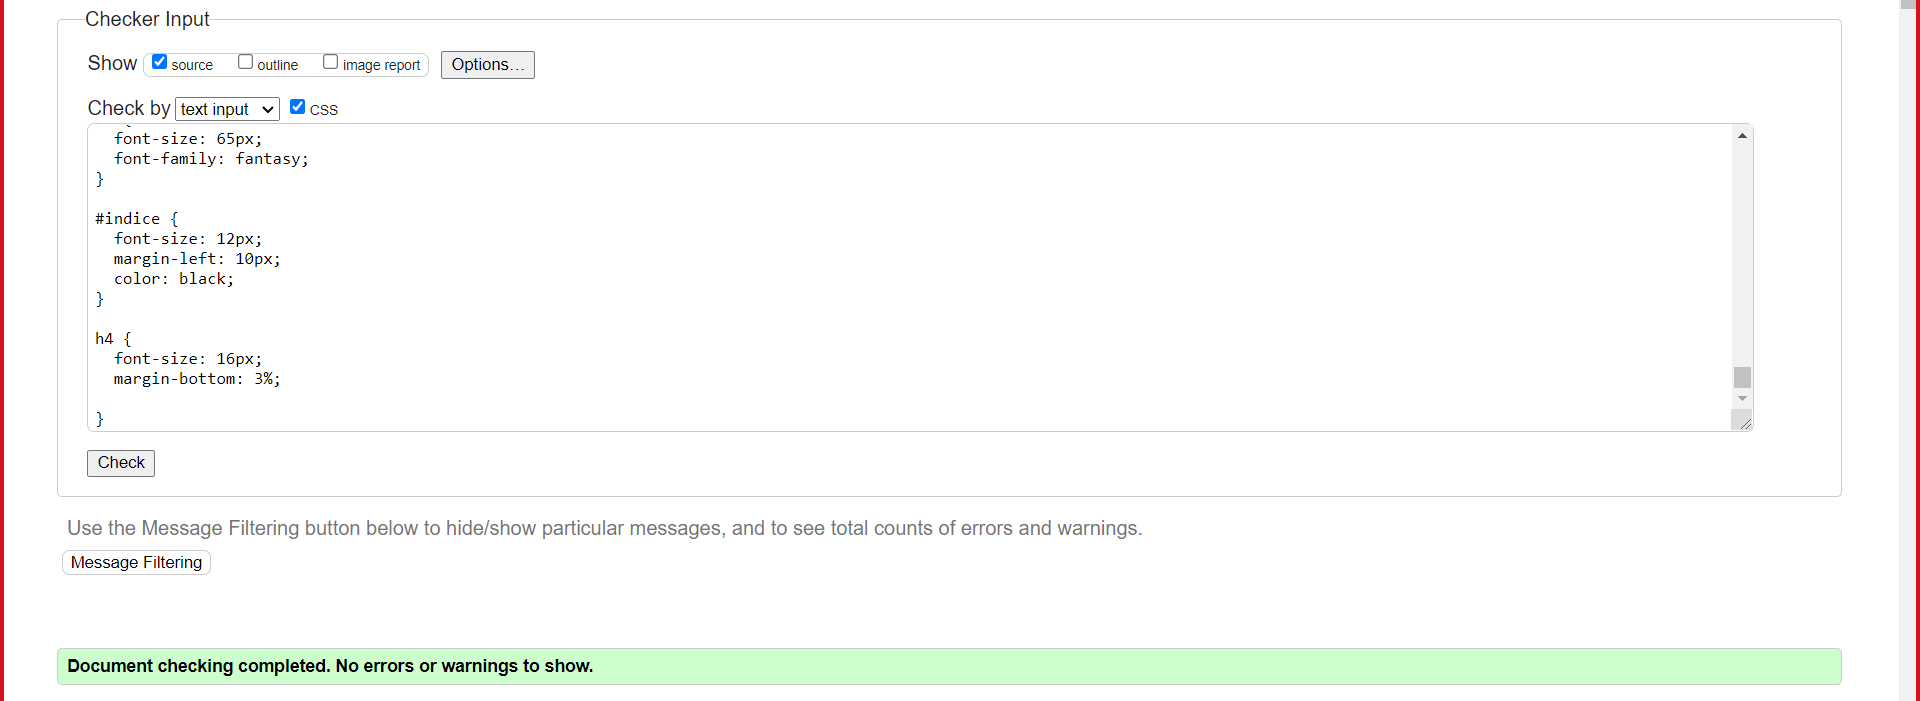 Checker Input
Show source outline image report Options...
Check by text input CSS
font-size: 65px;
font-family: fantasy;
}
#indice {
font-size: 12px;
margin-left: 10px;
color: black;
}
h4 {
font-size: 16px;
margin-bottom: 3%;
}
Check
Use the Message Filtering button below to hide/show particular messages, and to see total counts of errors and warnings.
Message Filtering
Document checking completed. No errors or warnings to show.